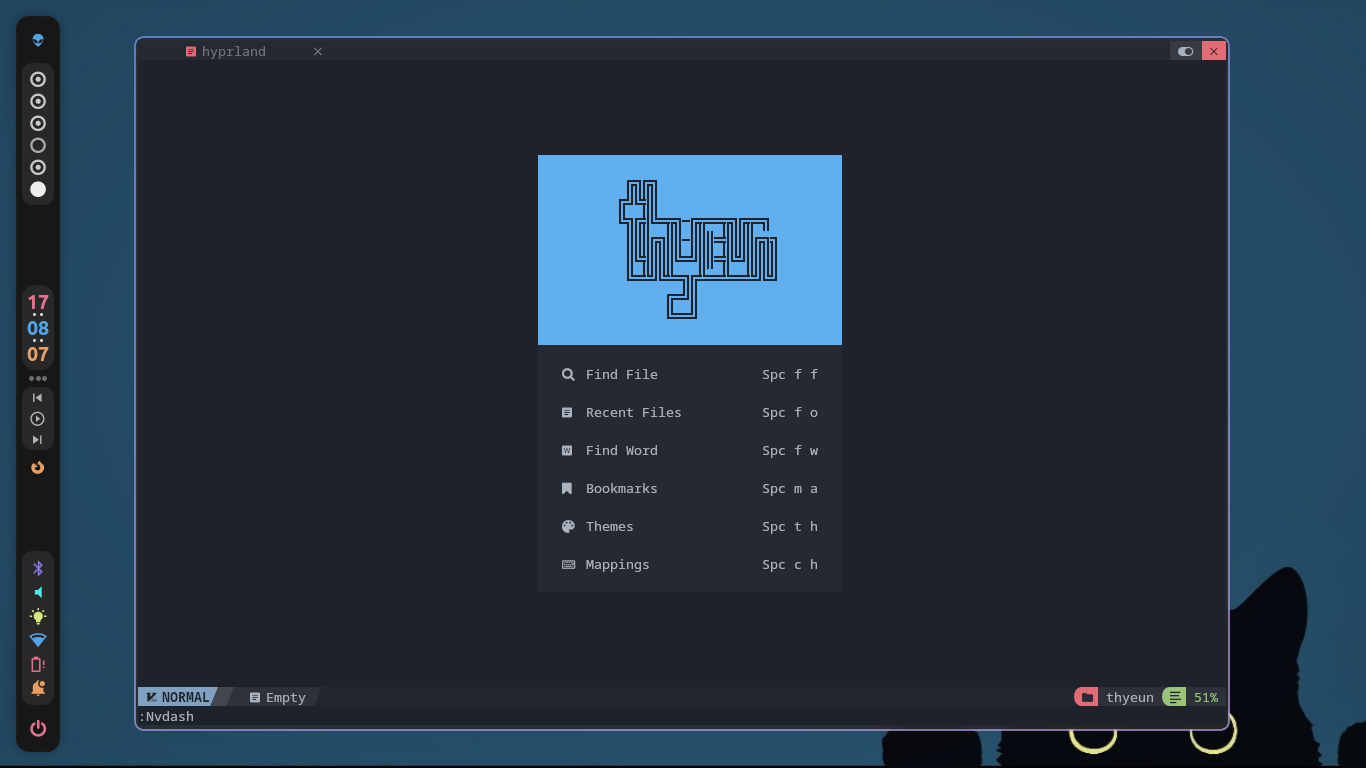 hyprland
17
08
07
Find File Spc f f
Recent Files Spc f o
Find Word Spc f w
Bookmarks Spc m a
Themes Spc t h
Mappings Spc c h
NORMAL Empty thyeun 51%
:Nvdash